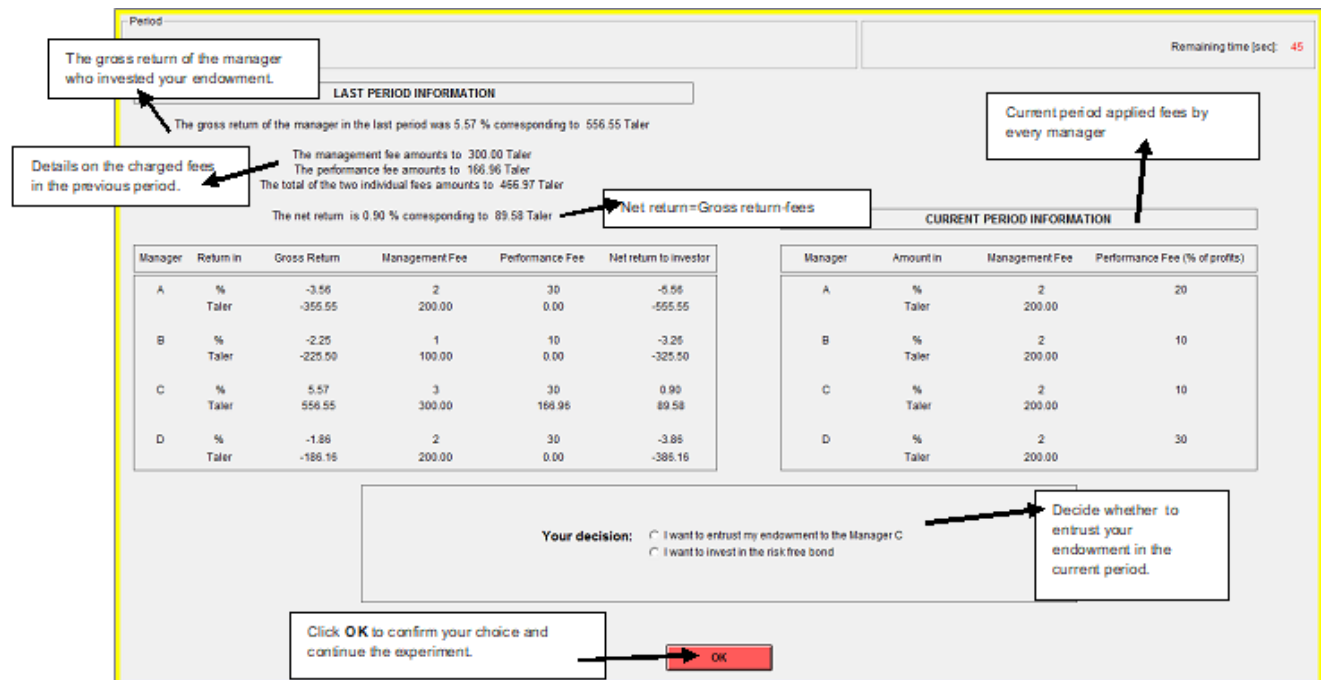 Period
Remaining time [sec]: 45
The gross return of the manager
who invested your endowment.
LAST PERIOD INFORMATION
The gross return of the manager in the last period was 5.57 % corresponding to 556.55 Taler
Current period applied fees by
every manager
Details on the charged fees
in the previous period.
The management fee amounts to 300.00 Taler
The performance fee amounts to 166.96 Taler
The total of the two individual fees amounts to 466.97 Taler
The net return is 0.90 % corresponding to 89.58 Taler
Net return=Gross return-fees
CURRENT PERIOD INFORMATION
Manager Return in Gross Return Management Fee Performance Fee Net return to investor
A % -3.56 2 30 -5.56
Taler -355.55 200.00 0.00 -555.55
B % -2.25 1 10 -3.26
Taler -225.50 100.00 0.00 -325.50
C % 5.57 3 30 0.90
Taler 556.55 300.00 166.96 89.58
D % -1.86 2 30 -3.86
Taler -186.16 200.00 0.00 -386.16
Manager Amount in Management Fee Performance Fee (% of profits)
A % 2 20
Taler 200.00
B % 2 10
Taler 200.00
C % 2 10
Taler 200.00
D % 2 30
Taler 200.00
Your decision:
I want to entrust my endowment to the Manager C
I want to invest in the risk free bond
Decide whether to
entrust your
endowment in the
current period.
Click OK to confirm your choice and
continue the experiment.
OK